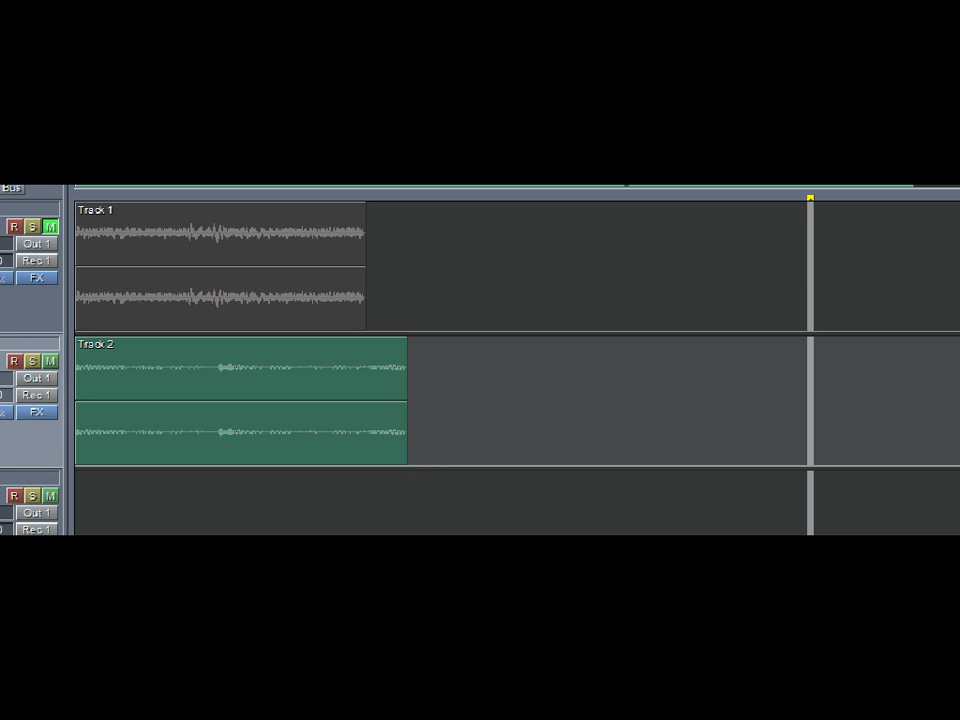 Bus
Track 1
R S M
Out 1
Rec 1
FX
Track 2
R S M
Out 1
Rec 1
FX
R S M
Out 1
Rec 1